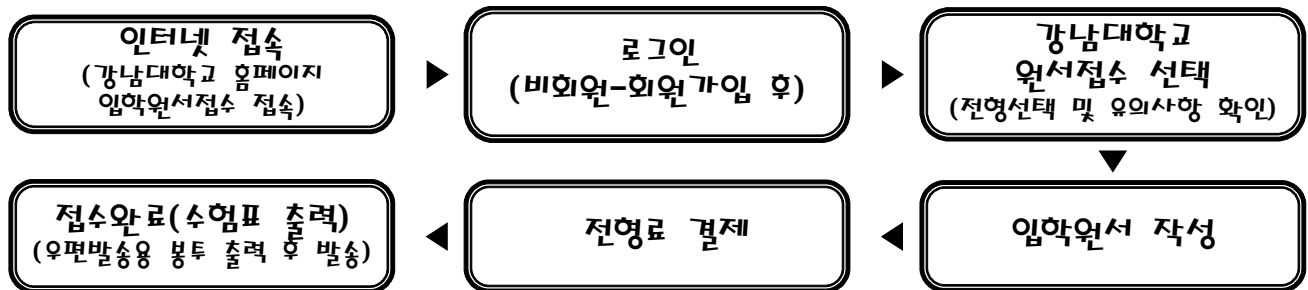 인터넷 접속
(강남대학교 홈페이지
입학원서접수 접속)
로그인
(비회원-회원가입 후)
강남대학교
원서접수 선택
(전형선택 및 유의사항 확인)
입학원서 작성
전형료 결제
접수완료(수험표 출력)
(우편발송용 봉투 출력 후 발송)